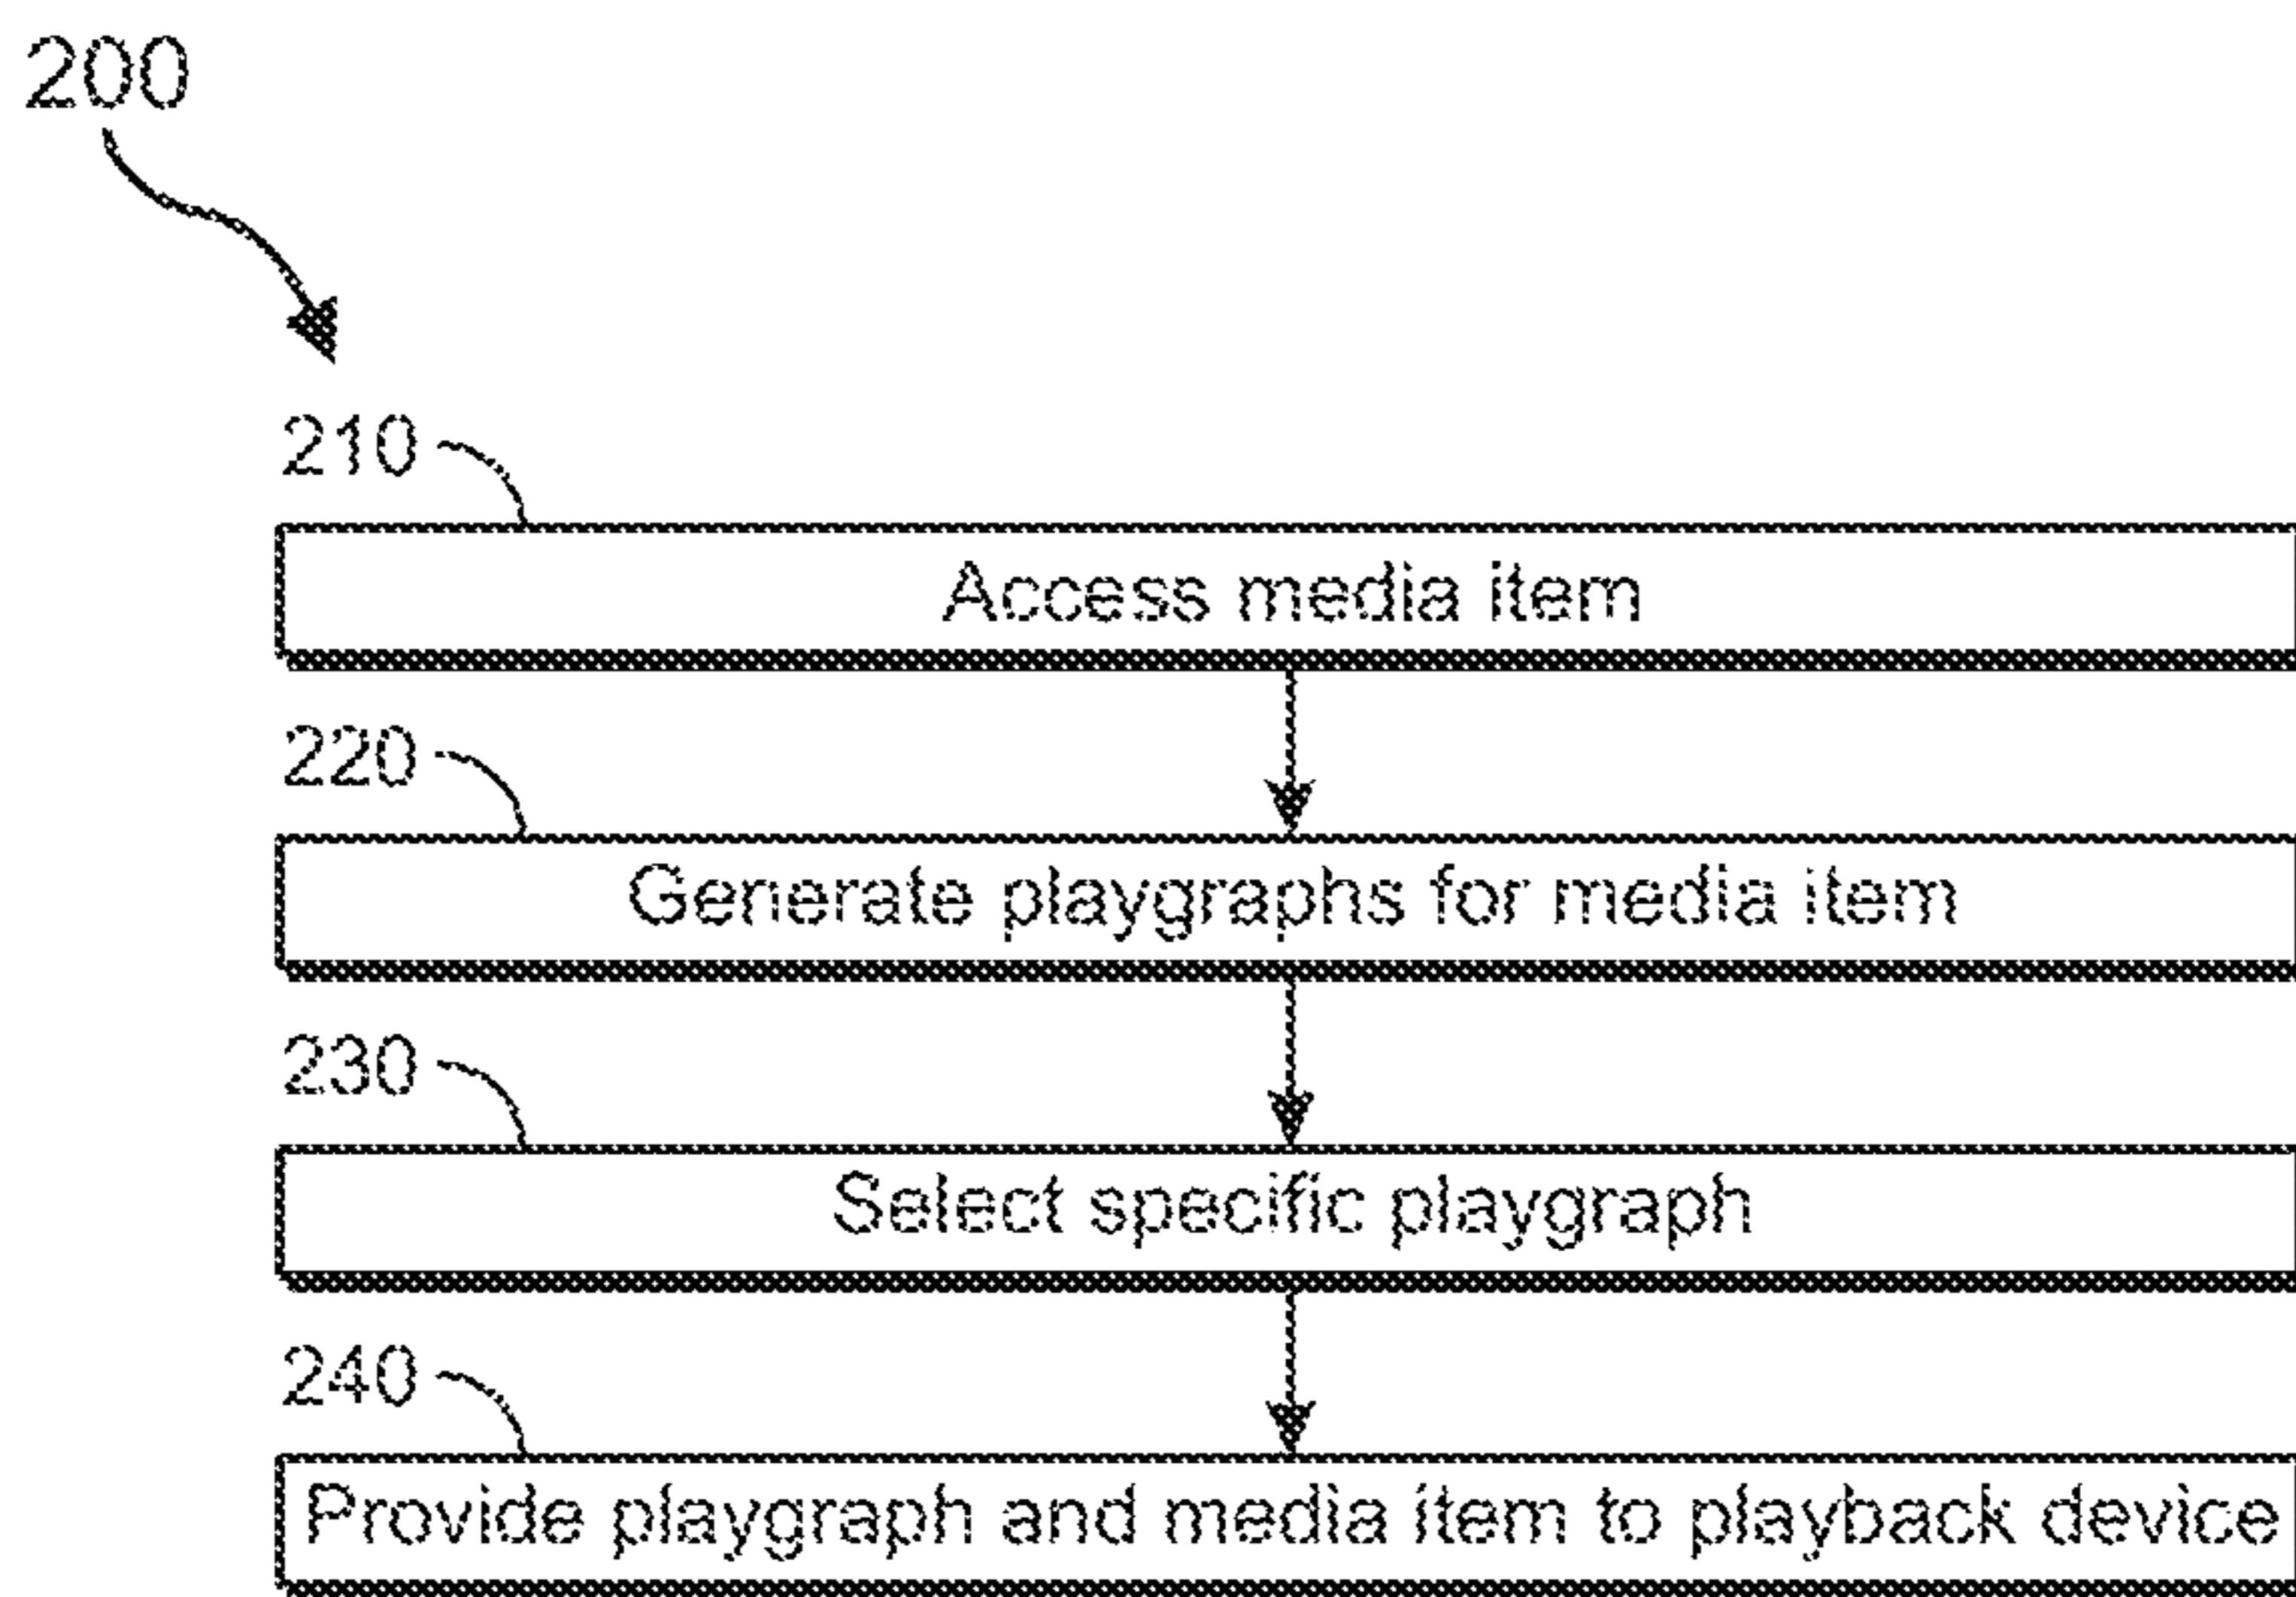 200
210
Access media item
220
Generate playgraphs for media item
230
Select specific playgraph
240
Provide playgraph and media item to playback device